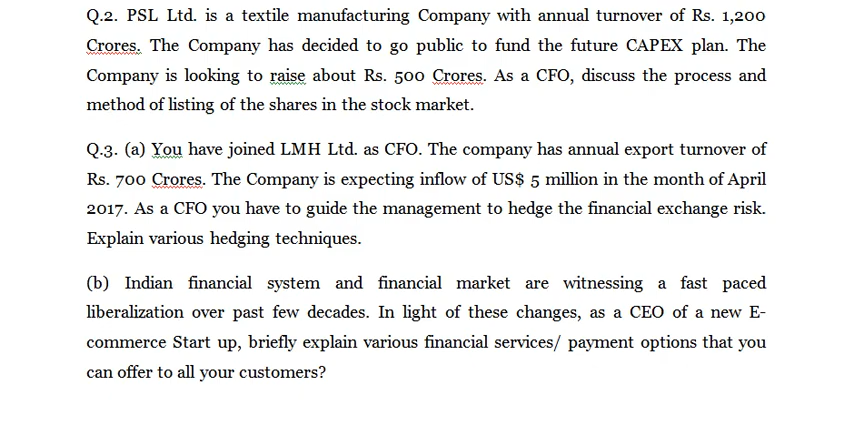 Q.2. PSL Ltd. is a textile manufacturing Company with annual turnover of Rs. 1,200
Crores. The Company has decided to go public to fund the future CAPEX plan. The
Company is looking to raise about Rs. 500 Crores. As a CFO, discuss the process and
method of listing of the shares in the stock market.
Q.3. (a) You have joined LMH Ltd. as CFO. The company has annual export turnover of
Rs. 700 Crores. The Company is expecting inflow of US$ 5 million in the month of April
2017. As a CFO you have to guide the management to hedge the financial exchange risk.
Explain various hedging techniques.
(b) Indian financial system and financial market are witnessing a fast paced
liberalization over past few decades. In light of these changes, as a CEO of a new E-
commerce Start up, briefly explain various financial services/ payment options that you
can offer to all your customers?